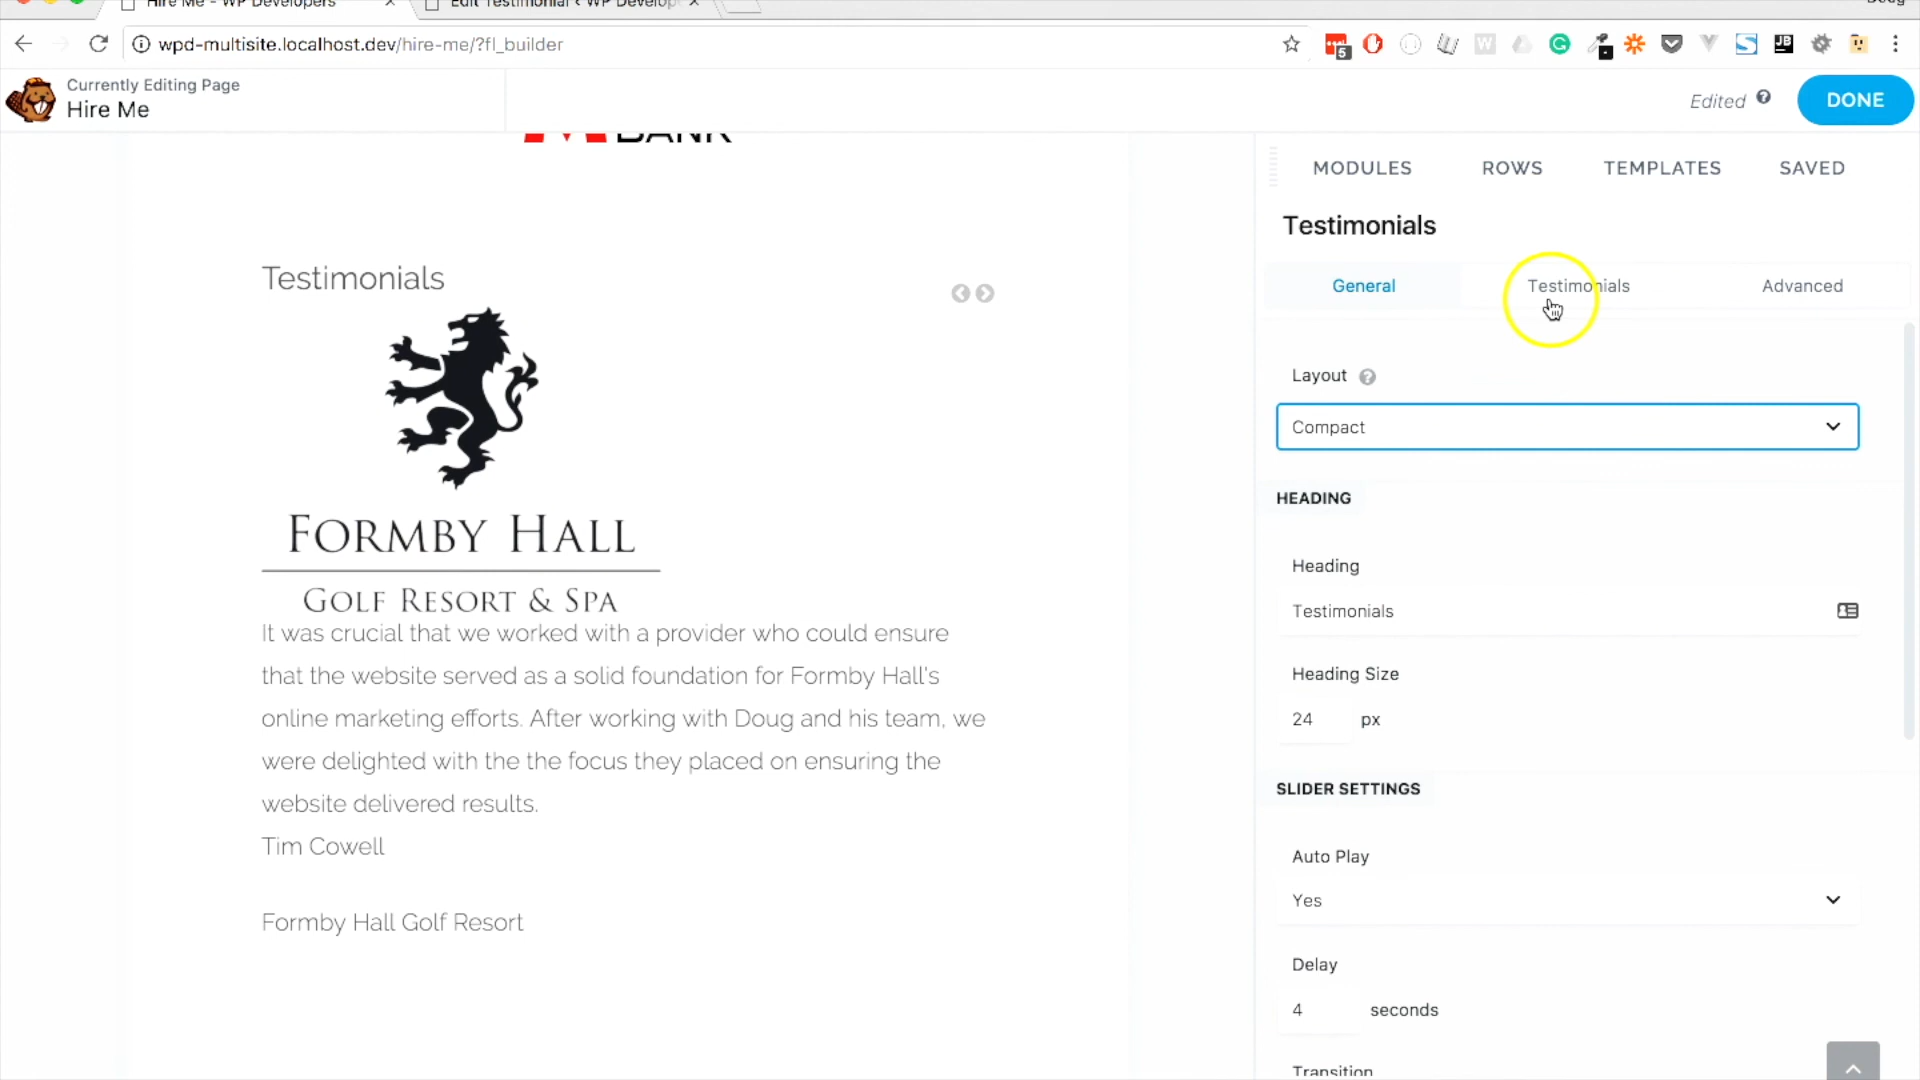 Hire Me - WP Developers
Edit Testimonial ‹ WP Develop
wpd-multisite.localhost.dev/hire-me/?fl_builder
5
JB
Currently Editing Page
Hire Me
Edited
DONE
BANK
MODULES
ROWS
TEMPLATES
SAVED
Testimonials
General
Testimonials
Advanced
Layout
Compact
HEADING
Heading
Testimonials
Heading Size
24 px
SLIDER SETTINGS
Auto Play
Yes
Delay
4 seconds
Transition
Testimonials
FORMBY HALL
GOLF RESORT & SPA
It was crucial that we worked with a provider who could ensure
that the website served as a solid foundation for Formby Hall's
online marketing efforts. After working with Doug and his team, we
were delighted with the the focus they placed on ensuring the
website delivered results.
Tim Cowell
Formby Hall Golf Resort